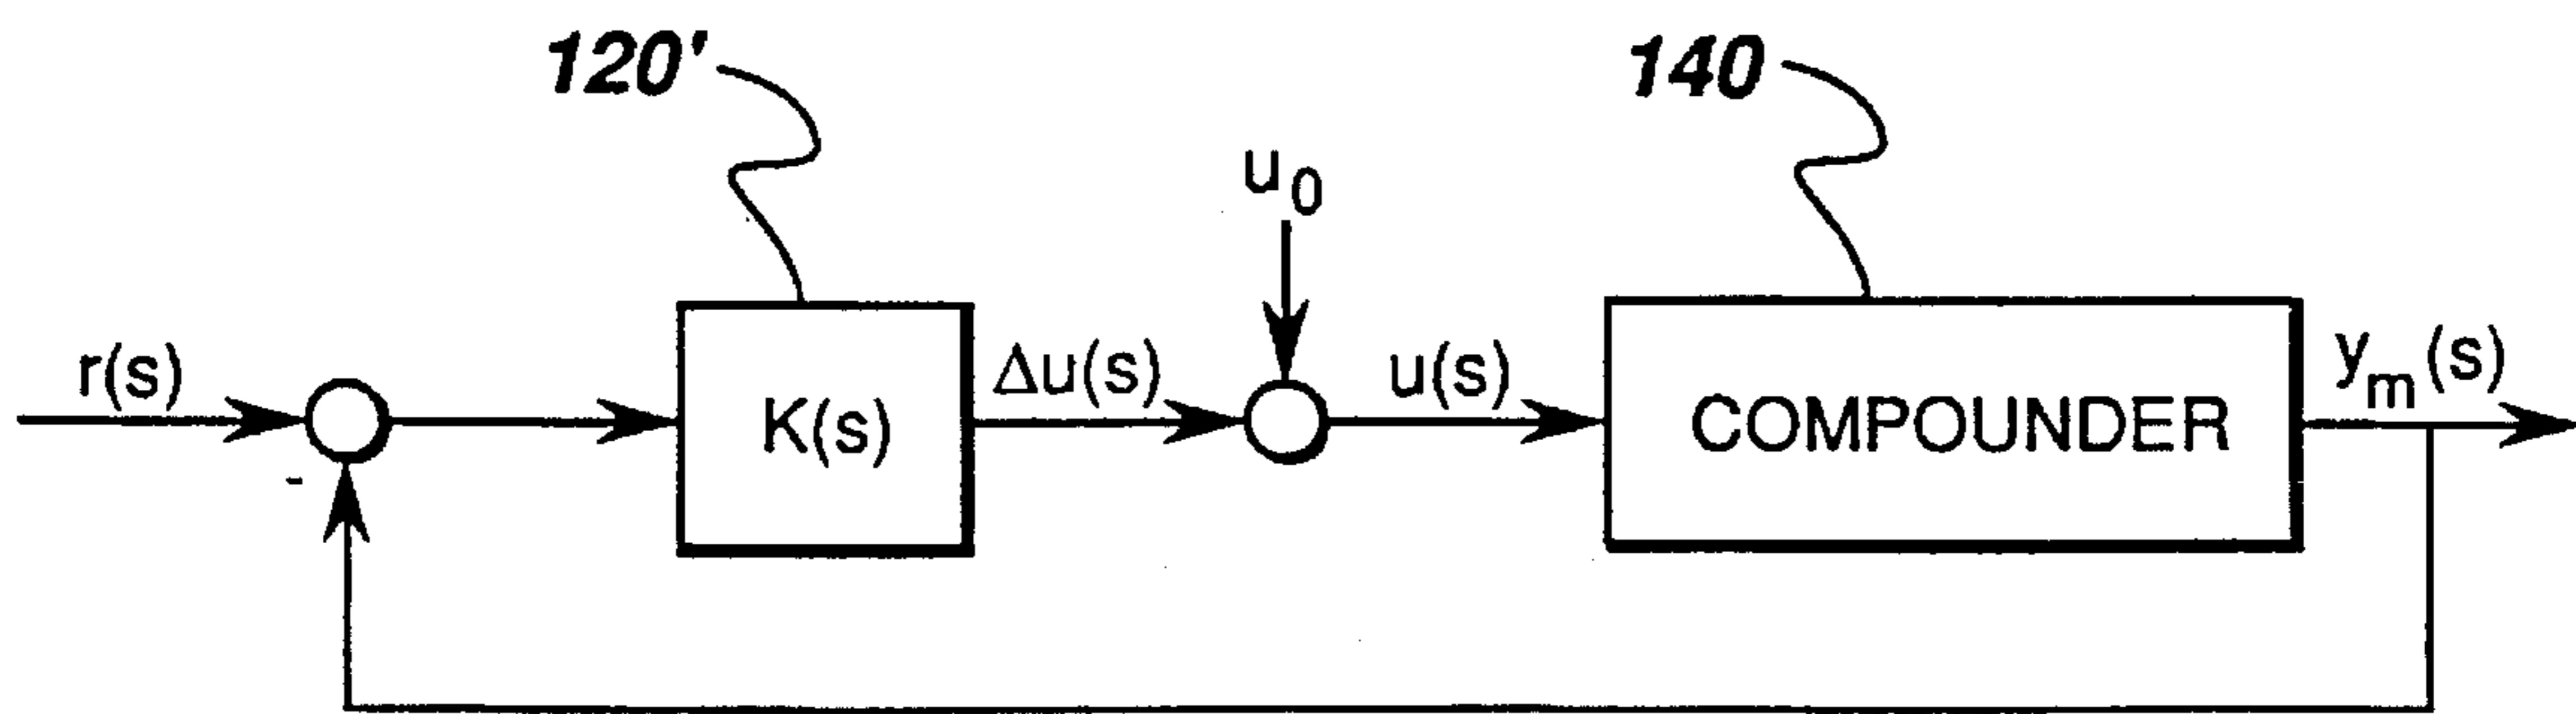 120'
140
u0
r(s)
-
K(s)
Δu(s)
u(s)
COMPOUNDER
ym(s)